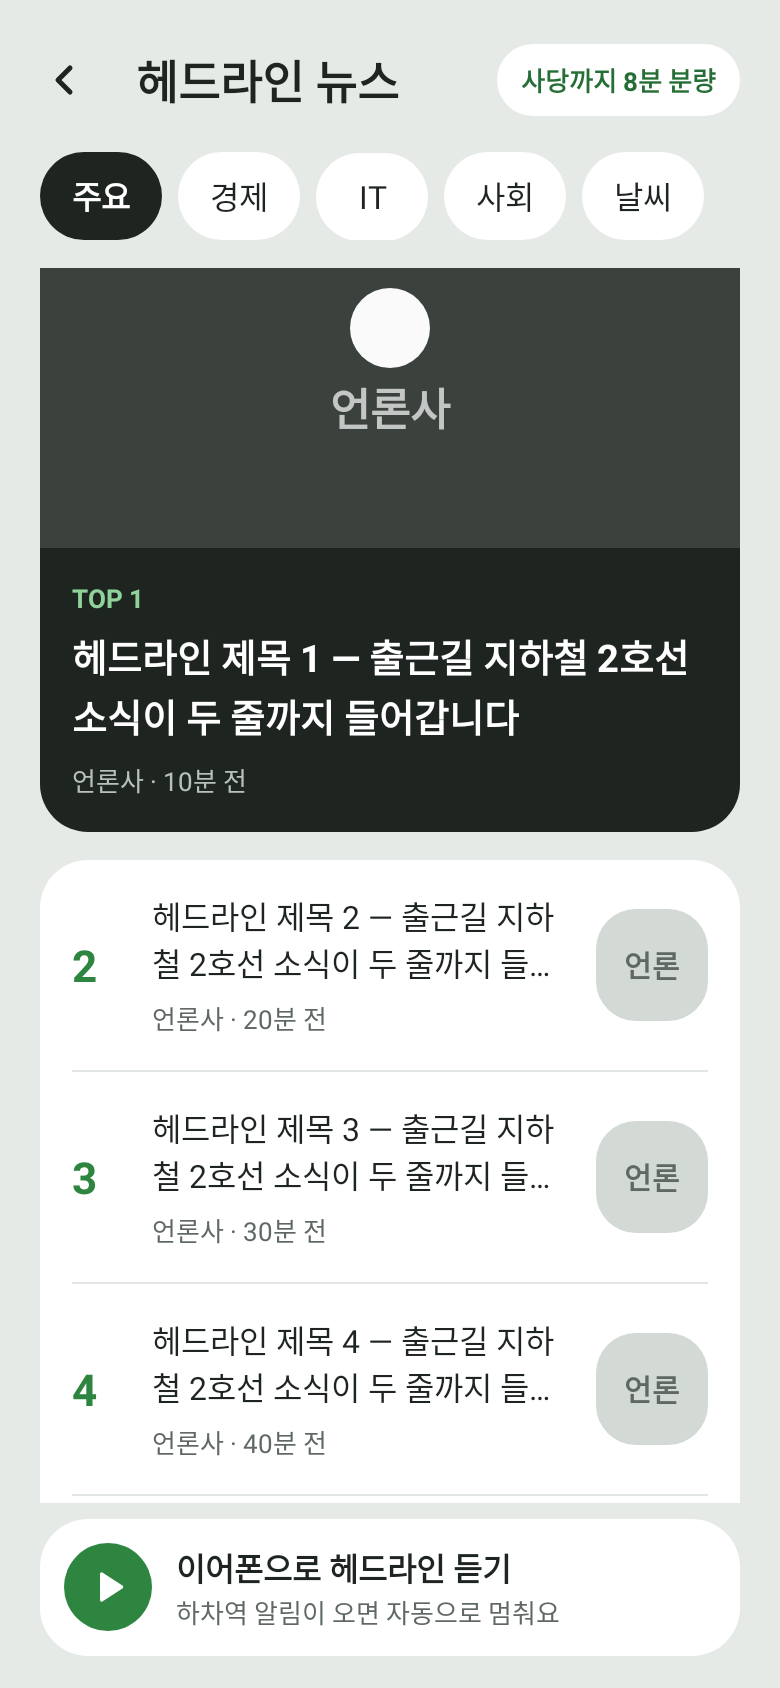 헤드라인 뉴스
사당까지 8분 분량
주요
경제
IT
사회
날씨
언론사
TOP 1
헤드라인 제목 1 — 출근길 지하철 2호선
소식이 두 줄까지 들어갑니다
언론사 · 10분 전
2
헤드라인 제목 2 — 출근길 지하
철 2호선 소식이 두 줄까지 들...
언론사 · 20분 전
언론
3
헤드라인 제목 3 — 출근길 지하
철 2호선 소식이 두 줄까지 들...
언론사 · 30분 전
언론
4
헤드라인 제목 4 — 출근길 지하
철 2호선 소식이 두 줄까지 들...
언론사 · 40분 전
언론
이어폰으로 헤드라인 듣기
하차역 알림이 오면 자동으로 멈춰요